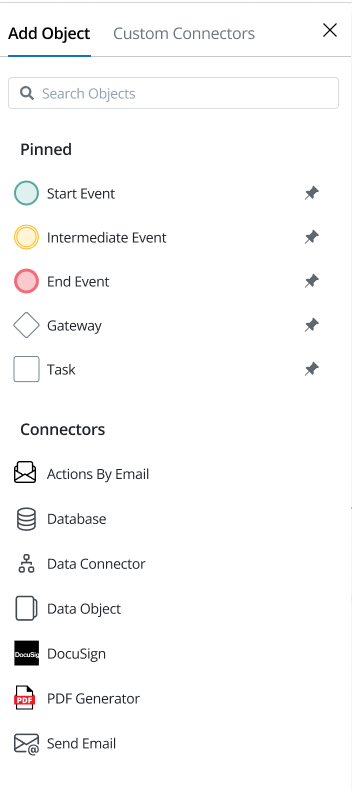 Add Object Custom Connectors
Search Objects
Pinned
Start Event
Intermediate Event
End Event
Gateway
Task
Connectors
Actions By Email
Database
Data Connector
Data Object
DocuSig DocuSign
PDF PDF Generator
@ Send Email